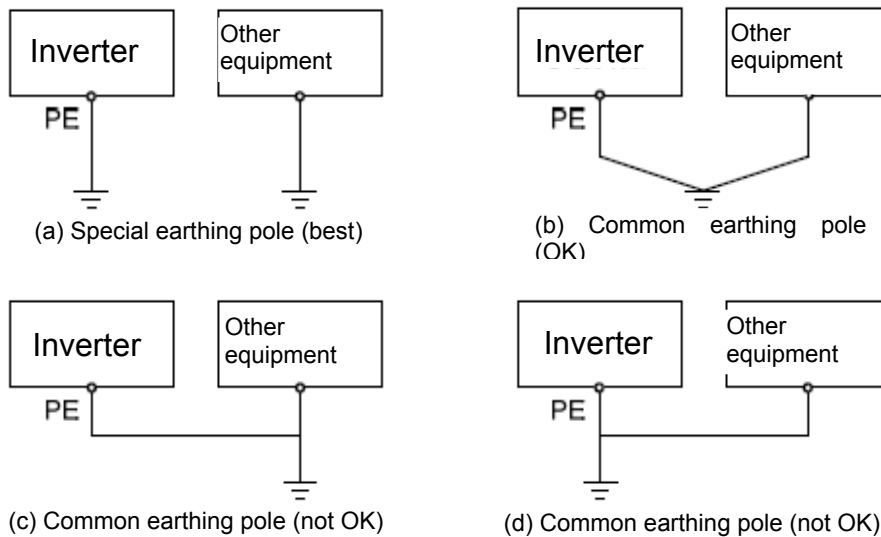 Inverter
Other
equipment
PE
(a) Special earthing pole (best)
Inverter
Other
equipment
PE
(b) Common earthing pole
(OK)
Inverter
Other
equipment
PE
(c) Common earthing pole (not OK)
Inverter
Other
equipment
PE
(d) Common earthing pole (not OK)